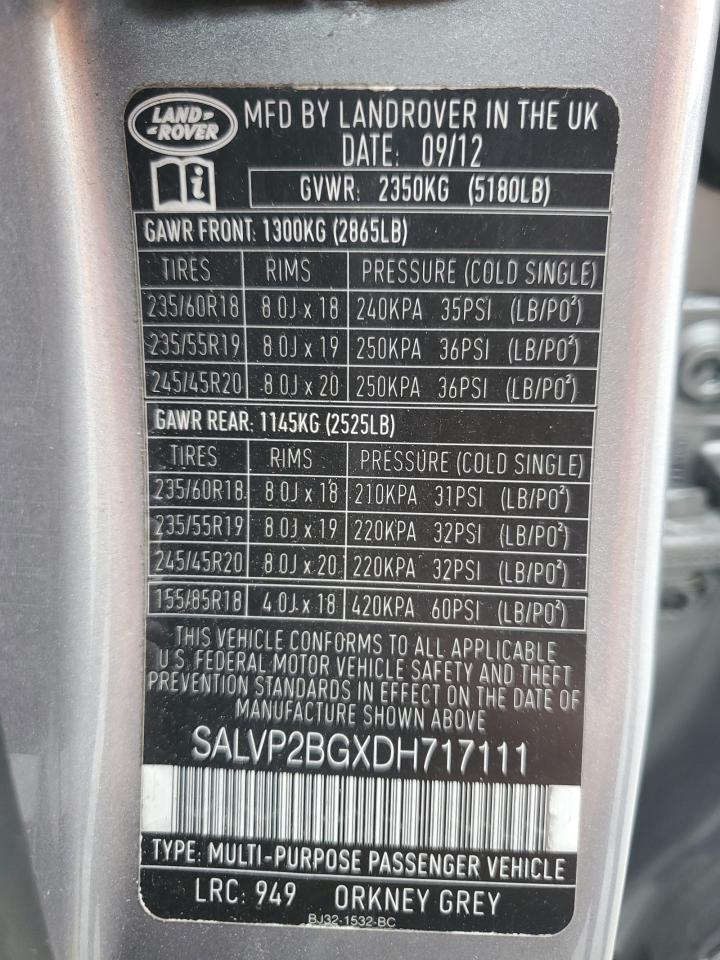 LAND-
-ROVER
MFD BY LANDROVER IN THE UK
DATE: 09/12
i
GVWR: 2350KG (5180LB)
GAWR FRONT: 1300KG (2865LB)
TIRES RIMS PRESSURE (COLD SINGLE)
235/60R18 8.0J x 18 240KPA 35PSI (LB/PO²)
235/55R19 8.0J x 19 250KPA 36PSI (LB/PO²)
245/45R20 8.0J x 20 250KPA 36PSI (LB/PO²)
GAWR REAR: 1145KG (2525LB)
TIRES RIMS PRESSURE (COLD SINGLE)
235/60R18 8.0J x 18 210KPA 31PSI (LB/PO²)
235/55R19 8.0J x 19 220KPA 32PSI (LB/PO²)
245/45R20 8.0J x 20 220KPA 32PSI (LB/PO²)
155/85R18 4.0J x 18 420KPA 60PSI (LB/PO²)
THIS VEHICLE CONFORMS TO ALL APPLICABLE
U.S. FEDERAL MOTOR VEHICLE SAFETY AND THEFT
PREVENTION STANDARDS IN EFFECT ON THE DATE OF
MANUFACTURE SHOWN ABOVE
SALVP2BGXDH717111
TYPE: MULTI-PURPOSE PASSENGER VEHICLE
LRC: 949 ORKNEY GREY
BJ32-1532-BC